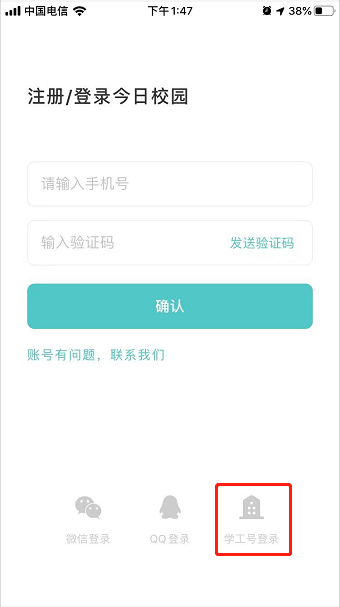 中国电信 下午1:47 38%
注册/登录今日校园
请输入手机号
输入验证码 发送验证码
确认
账号有问题，联系我们
微信登录 QQ登录 学工号登录